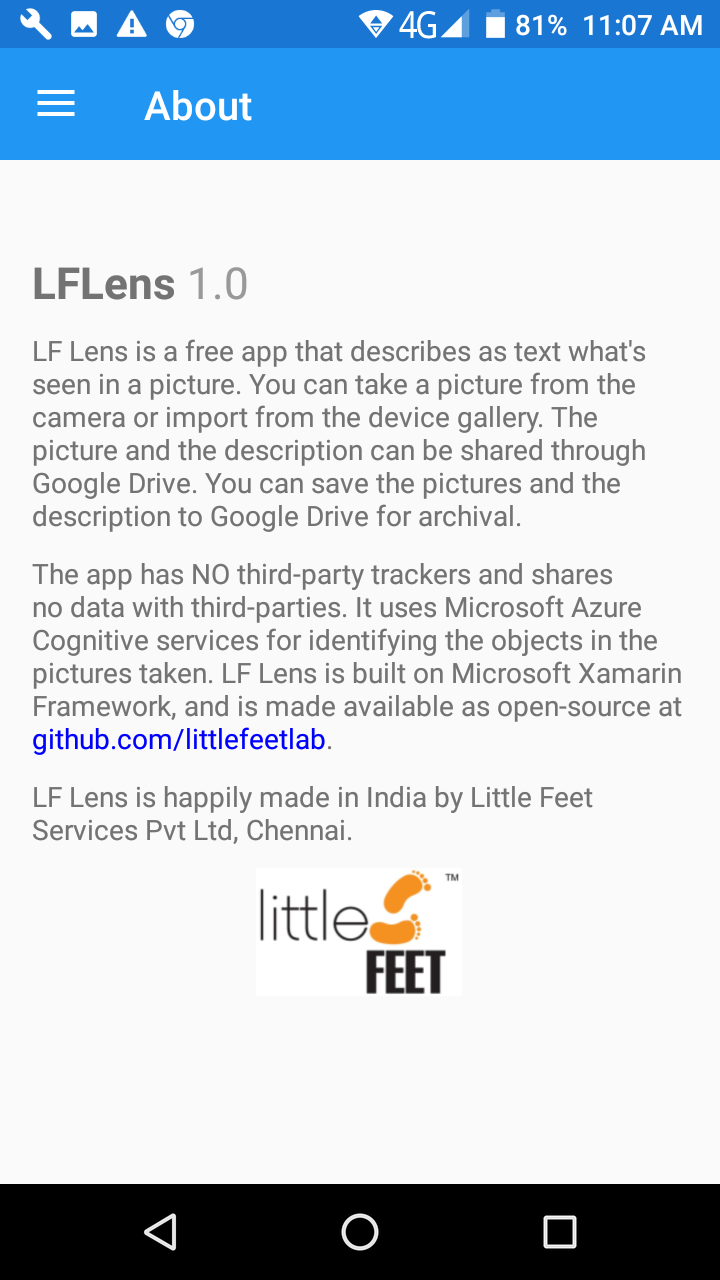 4G 81% 11:07 AM
About
LFLens 1.0
LF Lens is a free app that describes as text what's
seen in a picture. You can take a picture from the
camera or import from the device gallery. The
picture and the description can be shared through
Google Drive. You can save the pictures and the
description to Google Drive for archival.
The app has NO third-party trackers and shares
no data with third-parties. It uses Microsoft Azure
Cognitive services for identifying the objects in the
pictures taken. LF Lens is built on Microsoft Xamarin
Framework, and is made available as open-source at
github.com/littlefeetlab.
LF Lens is happily made in India by Little Feet
Services Pvt Ltd, Chennai.
little TM
FEET